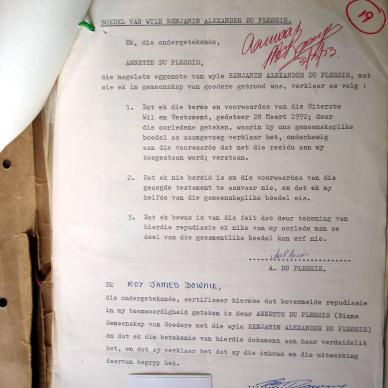 19
Aanvaar
BOEDEL VAN WYLE BENJAMIN ALEXANDER DU PLESSIS.
Ek, die ondergetekende,
ANNETTE DU PLESSIS,
die nagelate eggenote van wyle BENJAMIN ALEXANDER DU PLESSIS, met
wie ek in gemeenskap van goedere getroud was, verklaar as volg :
1. Dat ek die terme en voorwaardes van die Uiterste
Wil en Testament, gedateer 28 Maart 1972; deur
die oorledene geteken, waarin hy ons gemeenskaplike
boedel as saamgevoeg verklaar het, onderhewig
aan die voorwaarde dat net die residu aan my
toegestaan word; verstaan.
2. Dat ek nie bereid is om die voorwaardes van die
gesegde testament te aanvaar nie, en dat ek my
helfde van die gemeenskaplike boedel eis.
3. Dat ek bewus is van die feit dat deur tekening van
hierdie repudiesie ek niks van my oorlede man se
deel van die gesamentlike boedel kan erf nie.
A. DU PLESSIS.
Ek ROY JAMES DOWNIE,
die ondergetekende, sertifiseer hiermee dat bovermelde repudiesie
in my teenwoordigheid geteken is deur ANNETTE DU PLESSIS (Binne
Gemeenskap van Goedere met die wyle BENJAMIN ALEXANDER DU PLESSIS)
en dat ek die betekenis van hierdie dokument aan haar verduidelik
het, en dat sy verklaar het dat sy die inhoud en die uitwerking
daarvan begryp het.